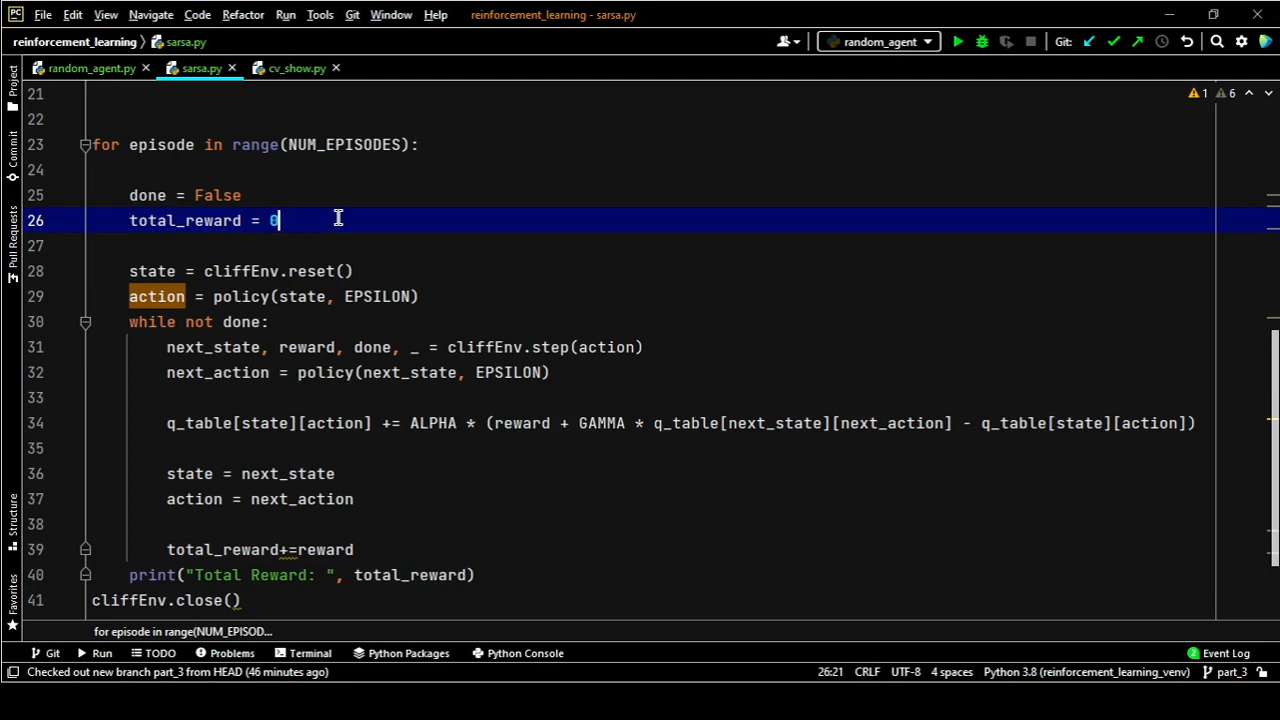 PC File Edit View Navigate Code Refactor Run Tools Git Window Help reinforcement_learning - sarsa.py
reinforcement_learning sarsa.py random_agent Git:
random_agent.py sarsa.py cv_show.py
Project
Commit
Pull Requests
Structure
Favorites
1 6
21
22
23 for episode in range(NUM_EPISODES):
24
25 done = False
26 total_reward = 0
27
28 state = cliffEnv.reset()
29 action = policy(state, EPSILON)
30 while not done:
31 next_state, reward, done, _ = cliffEnv.step(action)
32 next_action = policy(next_state, EPSILON)
33
34 q_table[state][action] += ALPHA * (reward + GAMMA * q_table[next_state][next_action] - q_table[state][action])
35
36 state = next_state
37 action = next_action
38
39 total_reward+=reward
40 print("Total Reward: ", total_reward)
41 cliffEnv.close()
for episode in range(NUM_EPISOD...
Git Run TODO Problems Terminal Python Packages Python Console 2 Event Log
Checked out new branch part_3 from HEAD (46 minutes ago) 26:21 CRLF UTF-8 4 spaces Python 3.8 (reinforcement_learning_venv) part_3